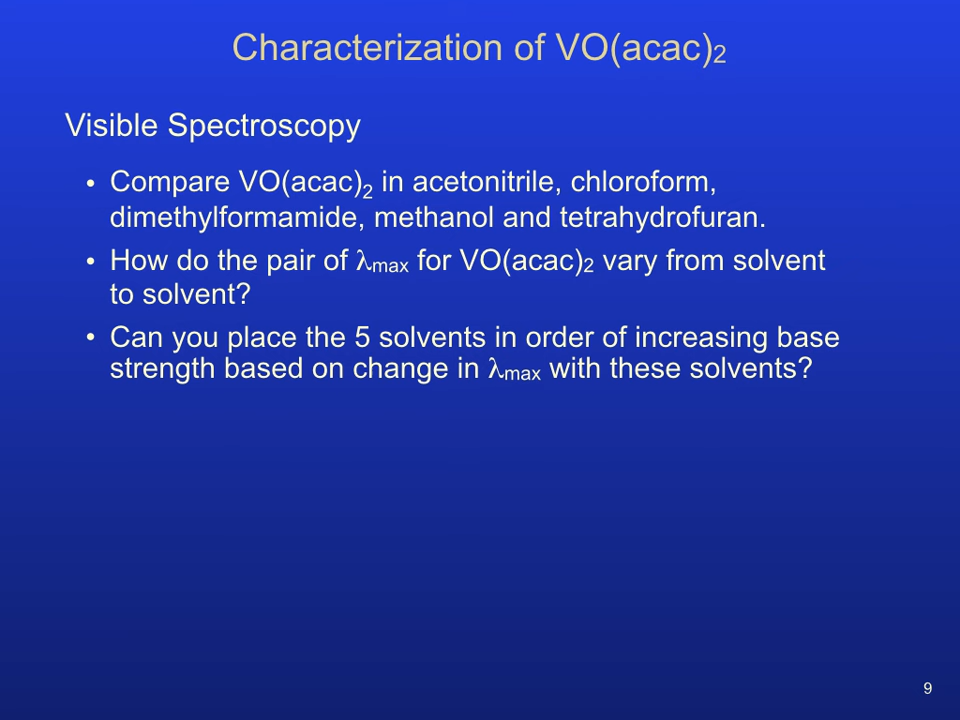 Characterization of VO(acac)2
Visible Spectroscopy
• Compare VO(acac)2 in acetonitrile, chloroform,
dimethylformamide, methanol and tetrahydrofuran.
• How do the pair of λmax for VO(acac)2 vary from solvent
to solvent?
• Can you place the 5 solvents in order of increasing base
strength based on change in λmax with these solvents?
9